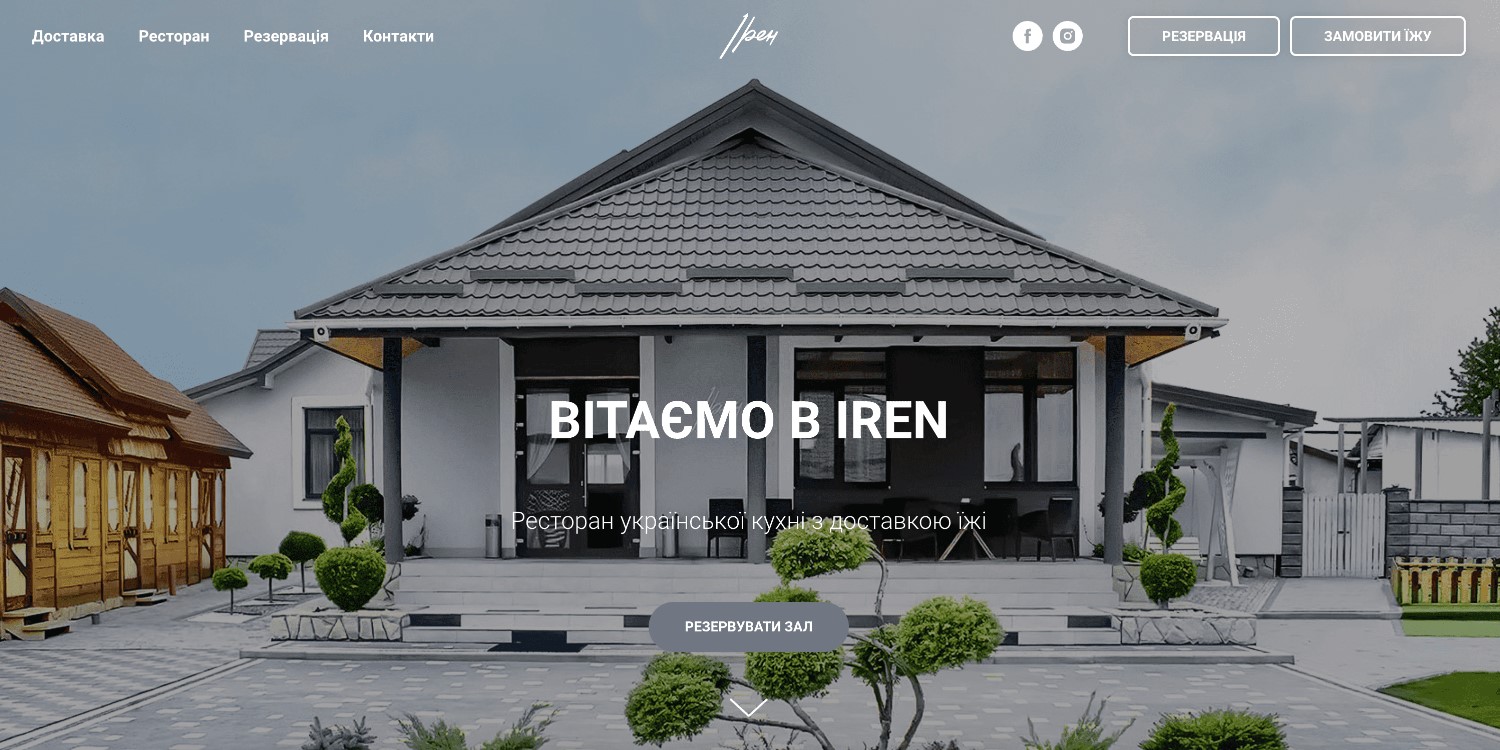 Доставка
Ресторан
Резервація
Контакти
Ірен
РЕЗЕРВАЦІЯ
ЗАМОВИТИ ЇЖУ
ВІТАЄМО В IREN
Ресторан української кухні з доставкою їжі
РЕЗЕРВУВАТИ ЗАЛ